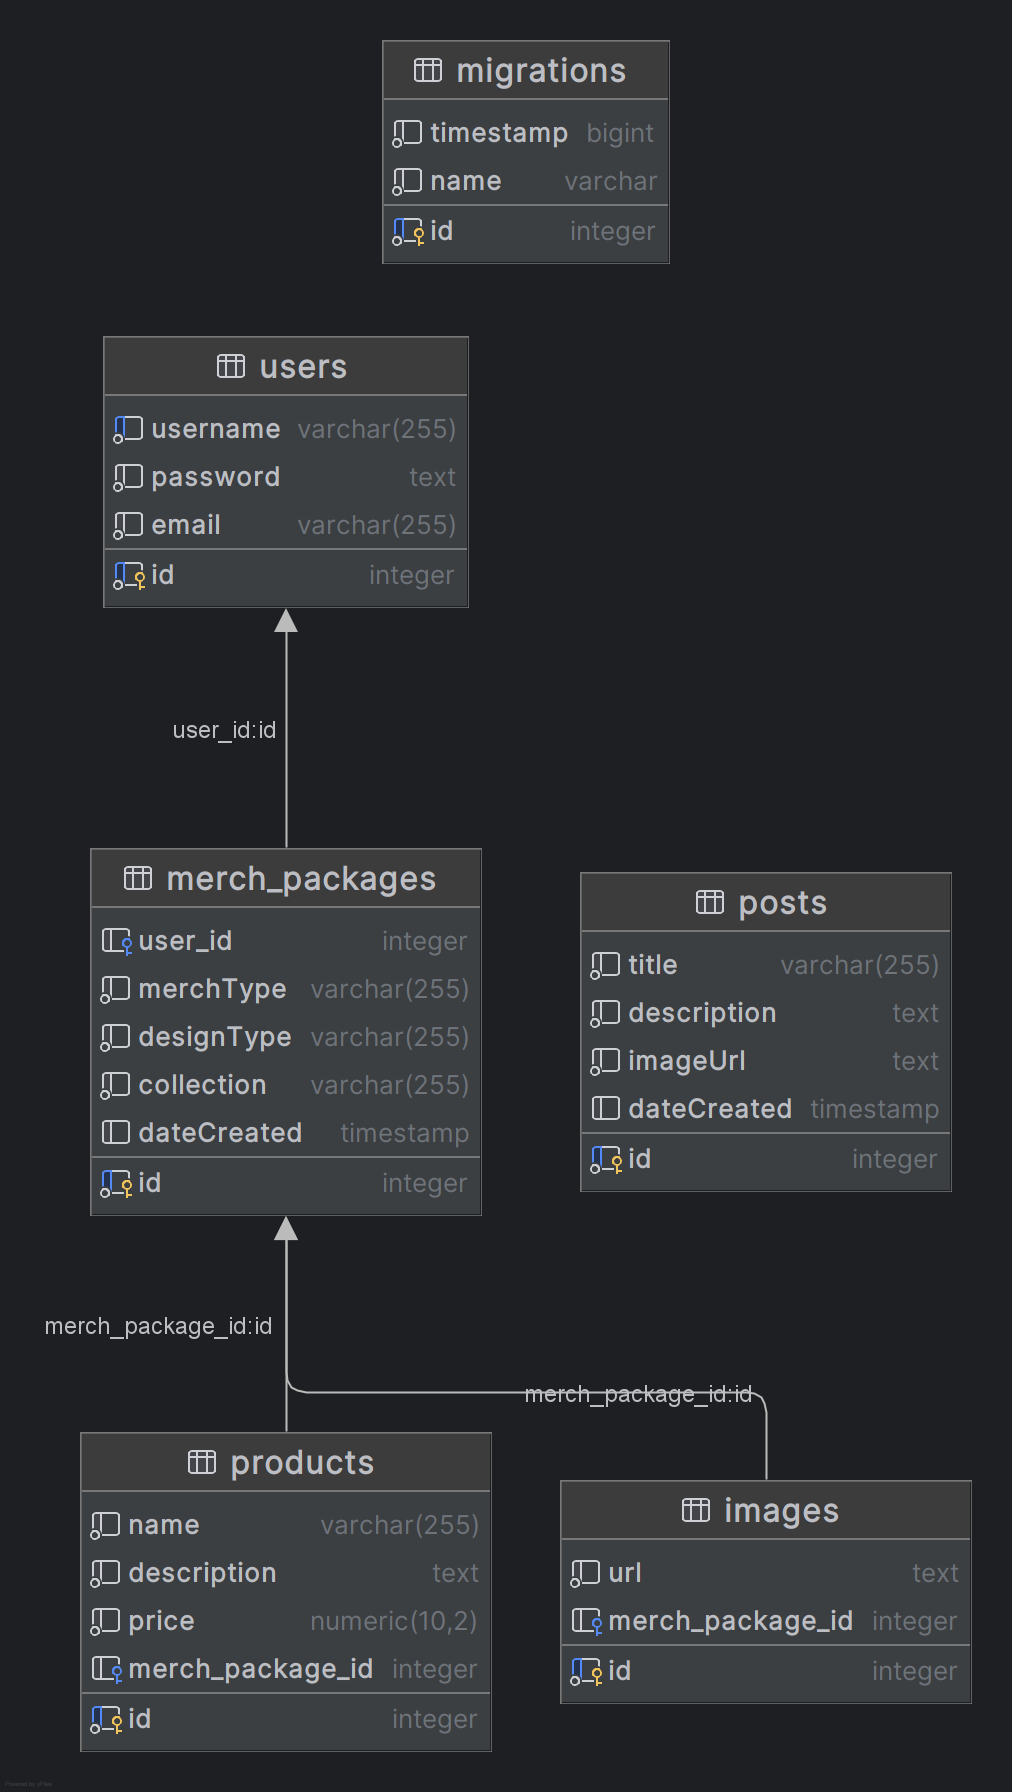 migrations
timestamp bigint
name varchar
id integer
users
username varchar(255)
password text
email varchar(255)
id integer
user_id:id
merch_packages
user_id integer
merchType varchar(255)
designType varchar(255)
collection varchar(255)
dateCreated timestamp
id integer
posts
title varchar(255)
description text
imageUrl text
dateCreated timestamp
id integer
merch_package_id:id
merch_package_id:id
products
name varchar(255)
description text
price numeric(10,2)
merch_package_id integer
id integer
images
url text
merch_package_id integer
id integer
Powered by yFiles